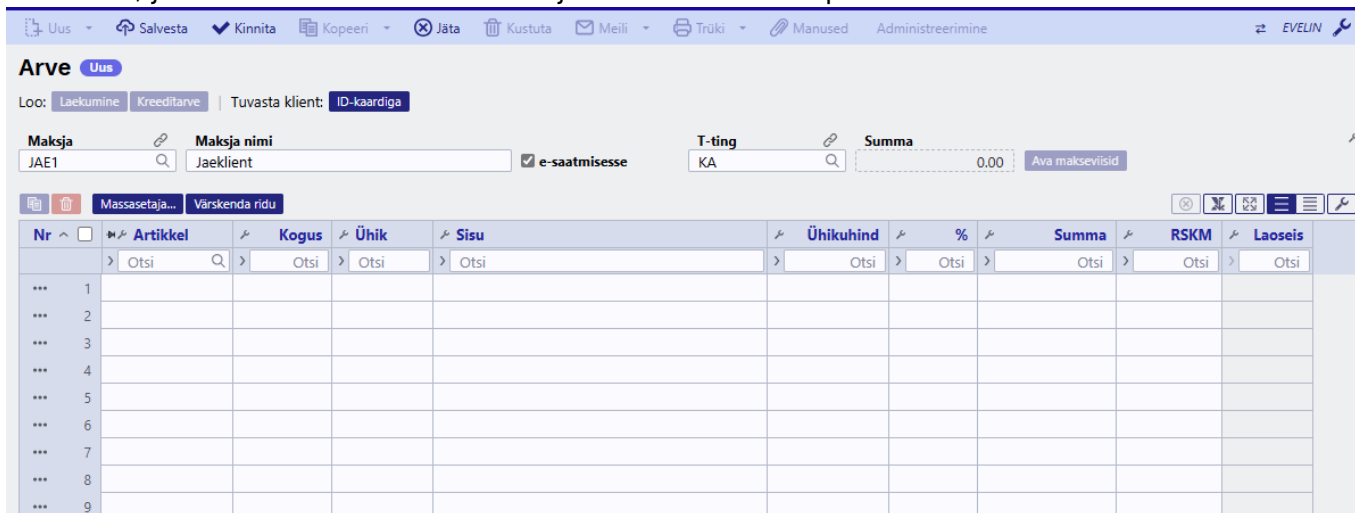 Uus Salvesta Kinnita Kopeeri Jäta Kustuta Meili Trüki Manused Administreerimine EVELIN
Arve Uus
Loo: Laekumine Kreeditarve | Tuvasta klient: ID-kaardiga
Maksja Maksja nimi T-ting Summa
JAE1 Jaeklient e-saatmisesse KA 0.00 Ava makseviisid
Massasetaja... Värskenda ridu
Nr Artikkel Kogus Ühik Sisu Ühikuhind % Summa RSKM Laoseis
Otsi Otsi Otsi Otsi Otsi Otsi Otsi Otsi Otsi
1
2
3
4
5
6
7
8
9